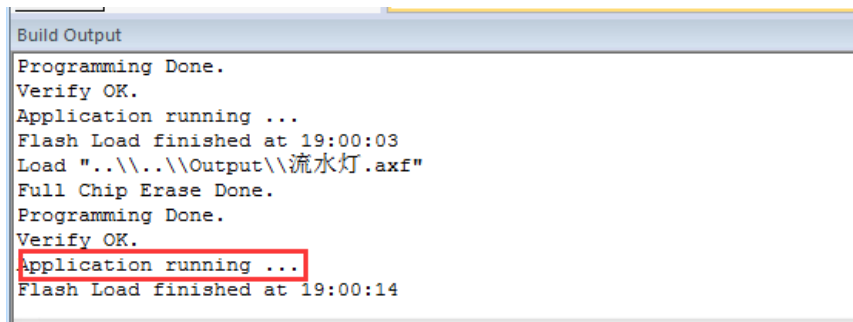 Build Output
Programming Done.
Verify OK.
Application running ...
Flash Load finished at 19:00:03
Load "..\\..\\Output\\流水灯.axf"
Full Chip Erase Done.
Programming Done.
Verify OK.
Application running ...
Flash Load finished at 19:00:14